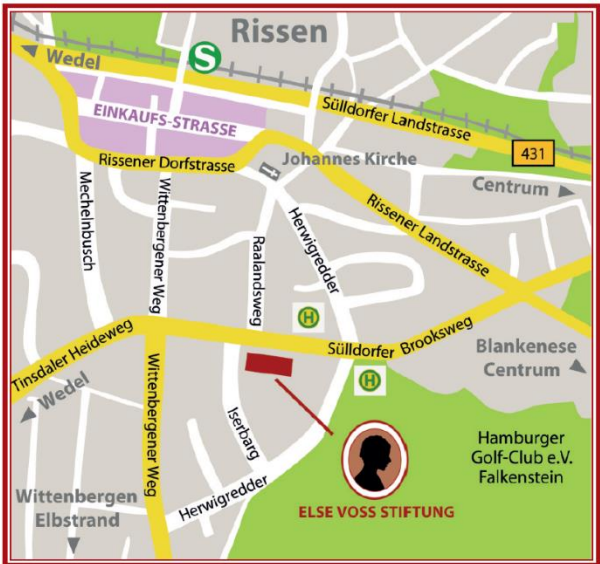 Rissen
Wedel
S
EINKAUFS-STRASSE
Sülldorfer Landstrasse
431
Rissener Dorfstrasse
Johannes Kirche
Centrum
Mechelnbusch
Wittenbergener Weg
Raalandsweg
Herwigredder
Rissener Landstrasse
H
Tinsdaler Heideweg
Sülldorfer Brooksweg
H
Blankenese
Centrum
Wedel
Wittenbergener Weg
Iserbarg
Hamburger
Golf-Club e.V.
Falkenstein
Wittenbergen
Elbstrand
Herwigredder
ELSE VOSS STIFTUNG